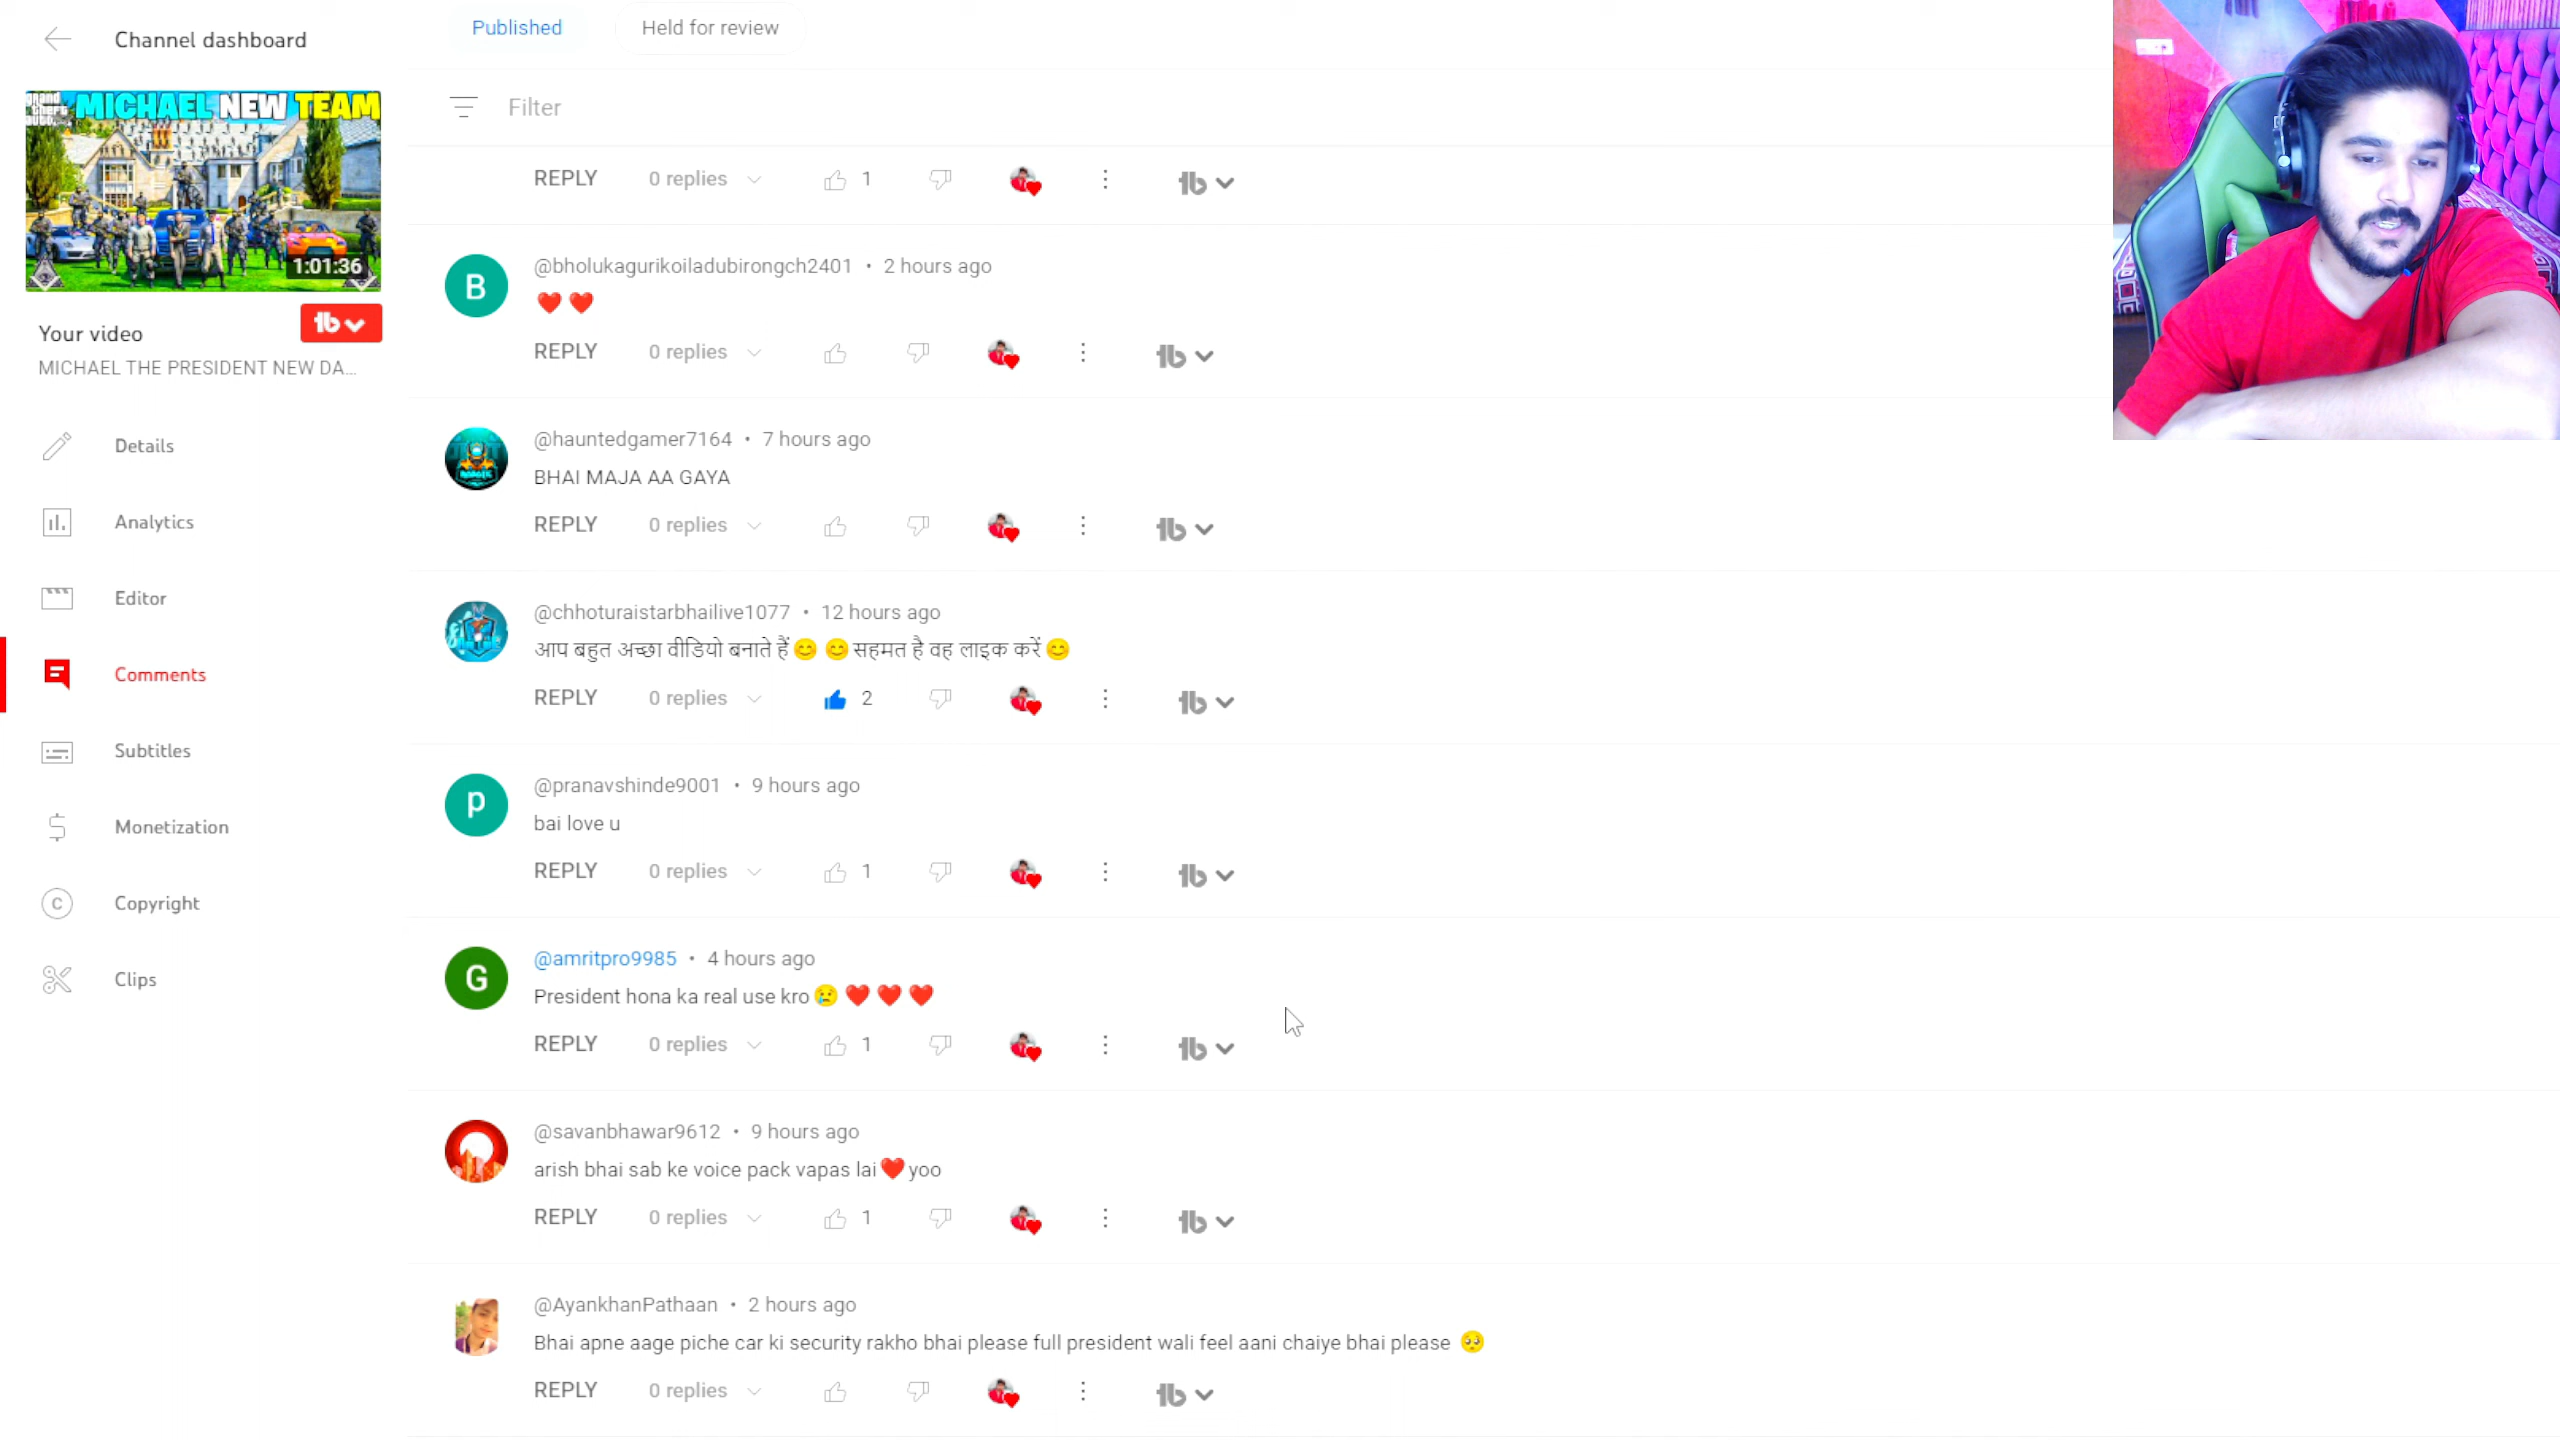 Channel dashboard
Published
Held for review
Filter
grand
theft
auto
MICHAEL NEW TEAM
1:01:36
Your video
MICHAEL THE PRESIDENT NEW DA...
Details
Analytics
Editor
Comments
Subtitles
Monetization
Copyright
Clips
REPLY 0 replies 1
B
@bholukagurikoiladubirongch2401 • 2 hours ago
❤️ ❤️
REPLY 0 replies
@hauntedgamer7164 • 7 hours ago
BHAI MAJA AA GAYA
REPLY 0 replies
@chhoturaistarbhailive1077 • 12 hours ago
आप बहुत अच्छा वीडियो बनाते हैं😊 😊सहमत है वह लाइक करें😊
REPLY 0 replies 2
p
@pranavshinde9001 • 9 hours ago
bai love u
REPLY 0 replies 1
G
@amritpro9985 • 4 hours ago
President hona ka real use kro😢 ❤️ ❤️ ❤️
REPLY 0 replies 1
@savanbhawar9612 • 9 hours ago
arish bhai sab ke voice pack vapas lai❤️yoo
REPLY 0 replies 1
@AyankhanPathaan • 2 hours ago
Bhai apne aage piche car ki security rakho bhai please full president wali feel aani chaiye bhai please 🥺
REPLY 0 replies